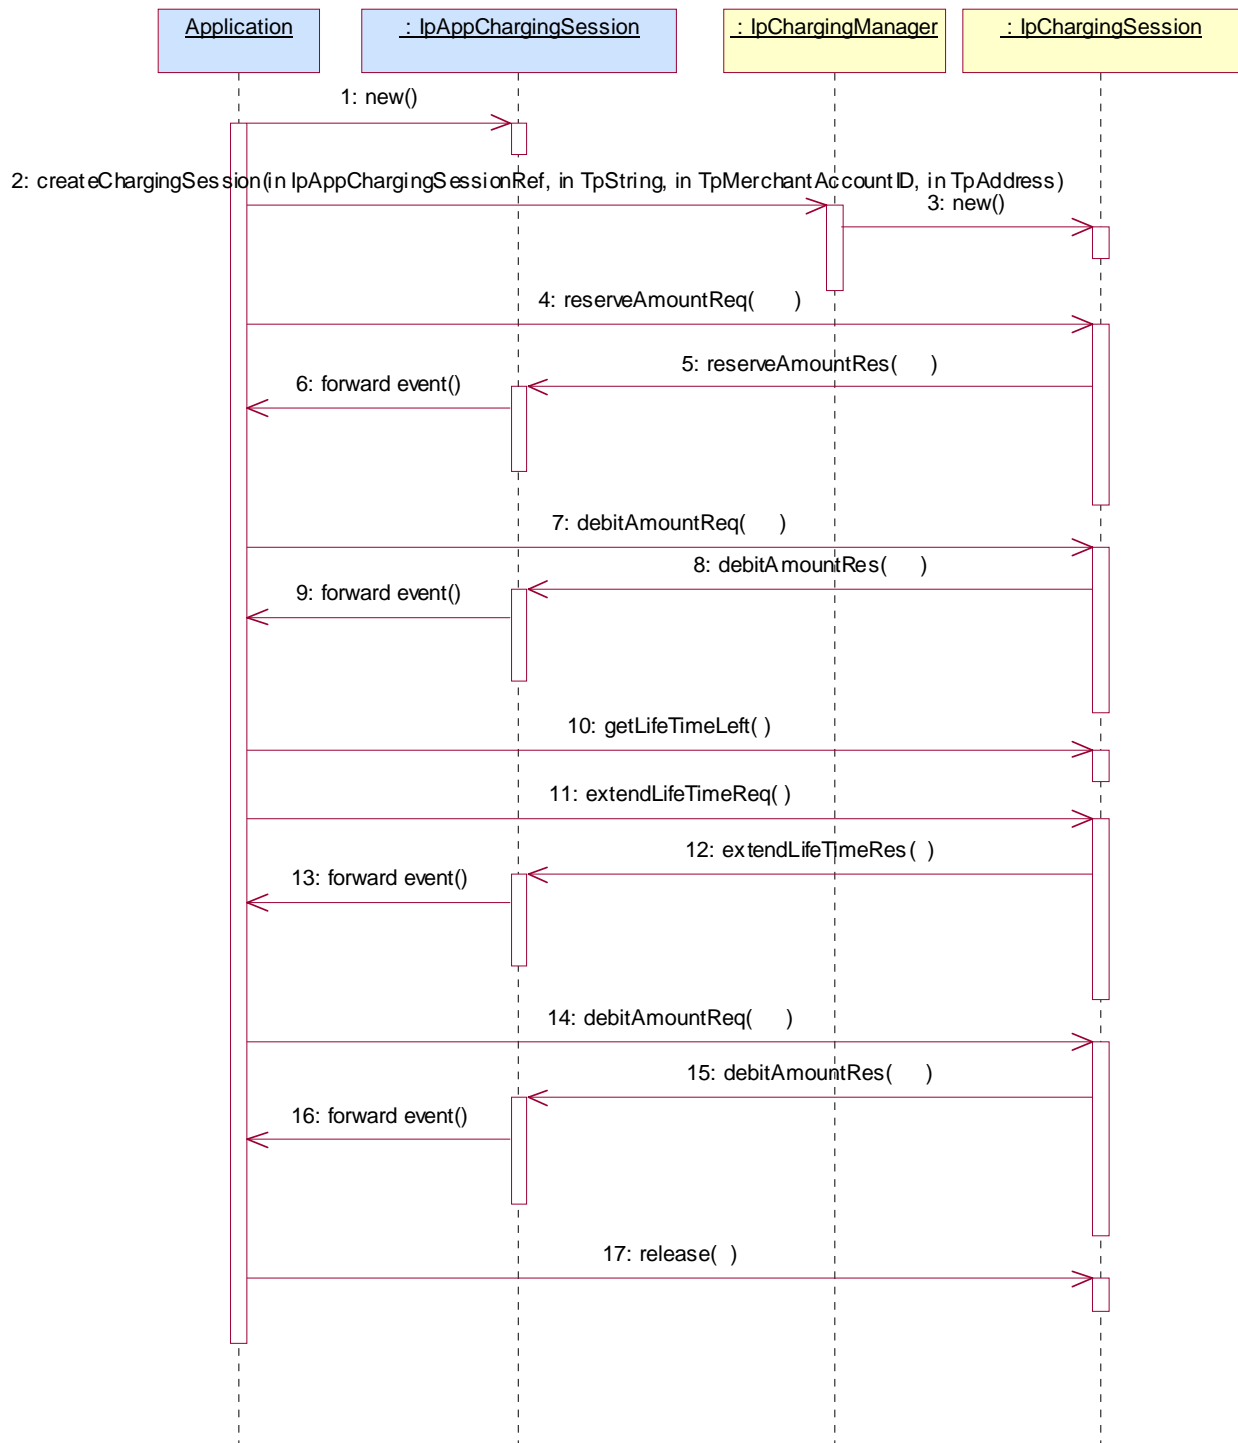 Application
: IpAppChargingSession
: IpChargingManager
: IpChargingSession
1: new()
2: createChargingSession(in IpAppChargingSessionRef, in TpString, in TpMerchantAccountID, in TpAddress)
3: new()
4: reserveAmountReq( )
5: reserveAmountRes( )
6: forward event()
7: debitAmountReq( )
8: debitAmountRes( )
9: forward event()
10: getLifeTimeLeft( )
11: extendLifeTimeReq( )
12: extendLifeTimeRes( )
13: forward event()
14: debitAmountReq( )
15: debitAmountRes( )
16: forward event()
17: release( )